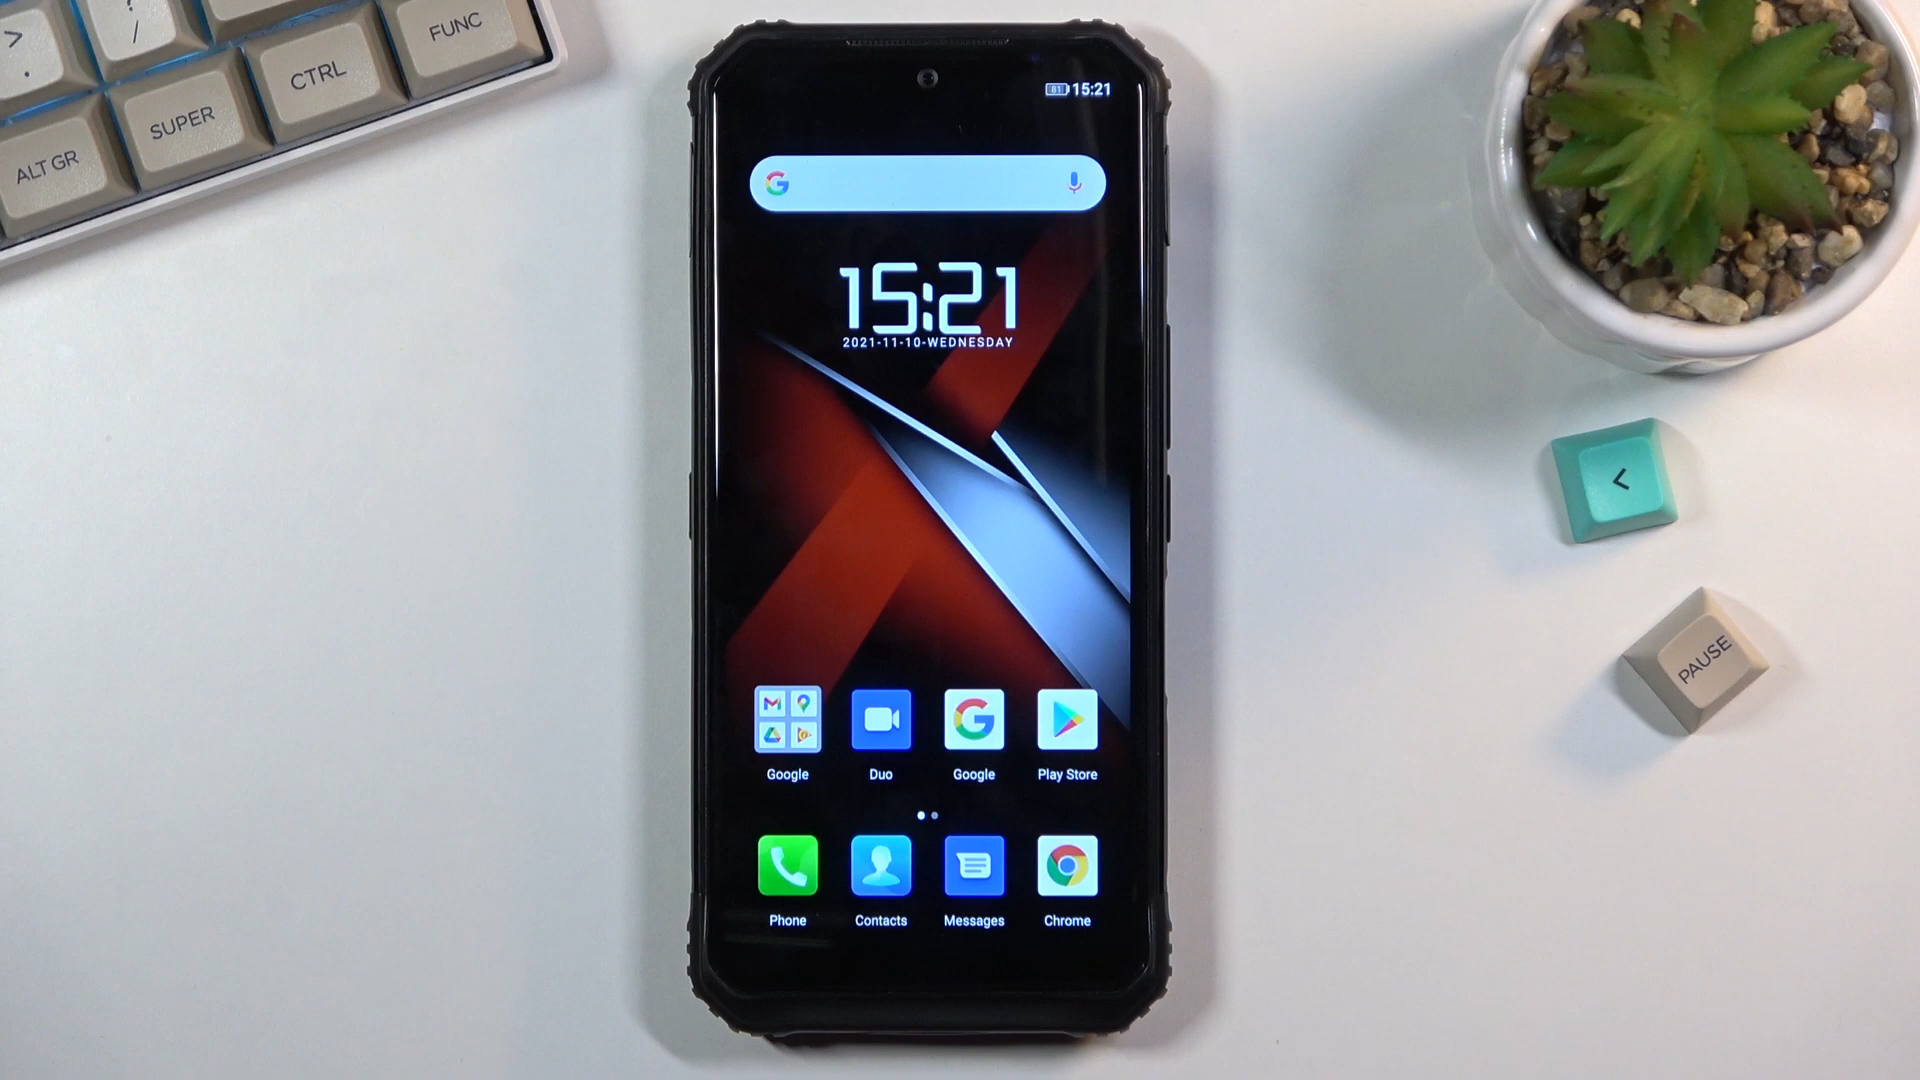 > .
? /
FUNC
CTRL
SUPER
ALT GR
81 15:21
G
15:21
2021-11-10-WEDNESDAY
Google Duo Google Play Store
Phone Contacts Messages Chrome
<
PAUSE